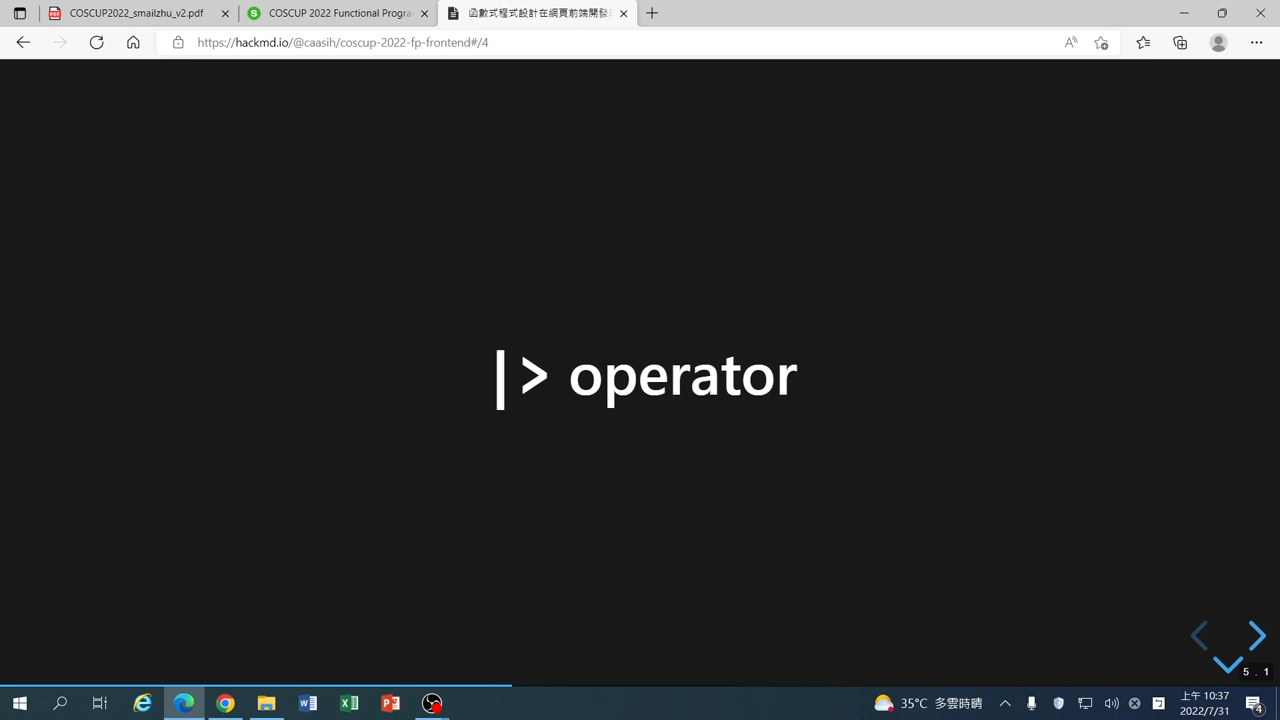 COSCUP2022_smailzhu_v2.pdf
COSCUP 2022 Functional Progra
函數式程式設計在網頁前端開發
https://hackmd.io/@caasih/coscup-2022-fp-frontend#/4
|> operator
5 . 1
35°C 多雲時晴
上午 10:37
2022/7/31
4